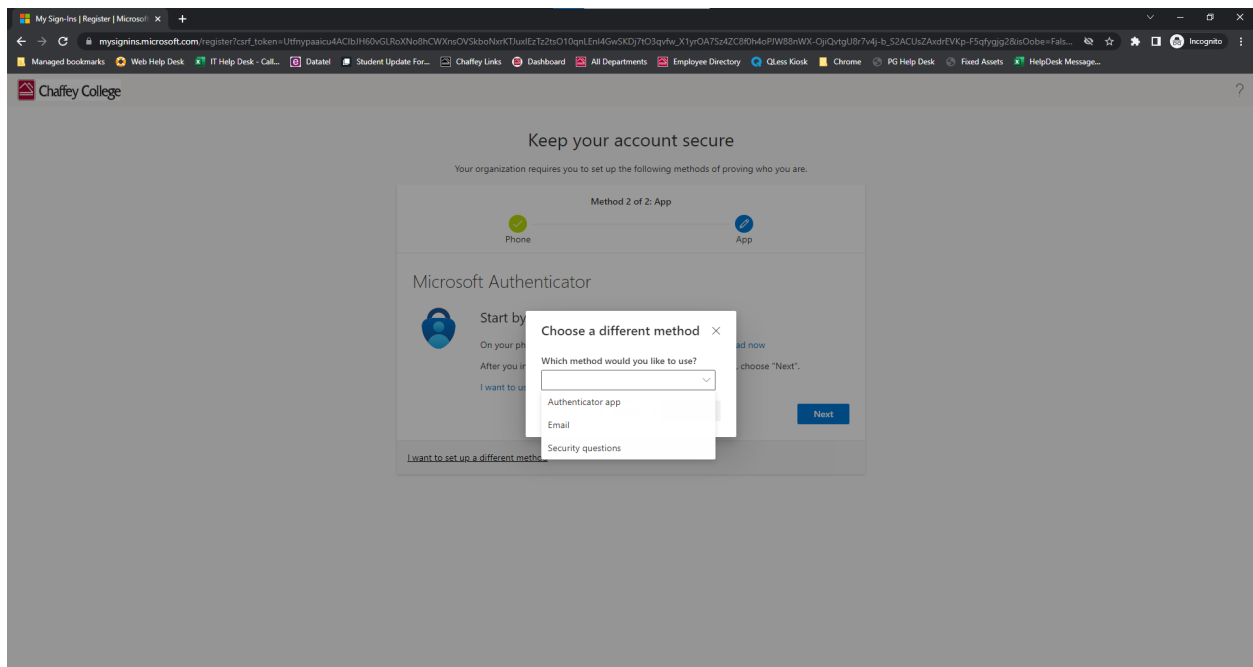 My Sign-Ins | Register | Microsoft
mysignins.microsoft.com/register?csrf_token=
Managed bookmarks Web Help Desk IT Help Desk - Call... Datatel Student Update For... Chaffey Links Dashboard All Departments Employee Directory QLess Kiosk Chrome PG Help Desk Fixed Assets HelpDesk Message...
Incognito
Chaffey College
?
Keep your account secure
Your organization requires you to set up the following methods of proving who you are.
Method 2 of 2: App
Phone
App
Microsoft Authenticator
Start by
On your ph
ad now
After you in
, choose "Next".
I want to us
Choose a different method
Which method would you like to use?
Authenticator app
Email
Security questions
Next
I want to set up a different method